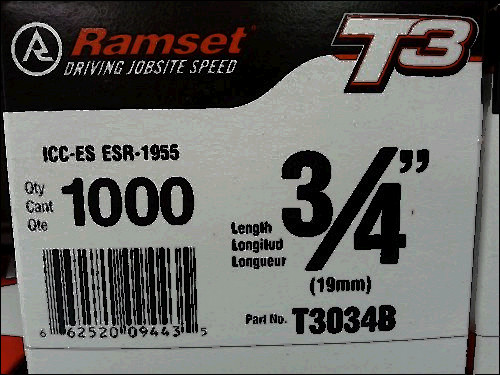 Ramset
T3
DRIVING JOBSITE SPEED
ICC-ES ESR-1955
Qty
Cant
Qte
1000
Length
Longitud
Longueur
3/4”
(19mm)
6 62520 09443 5
Part No. T3034B